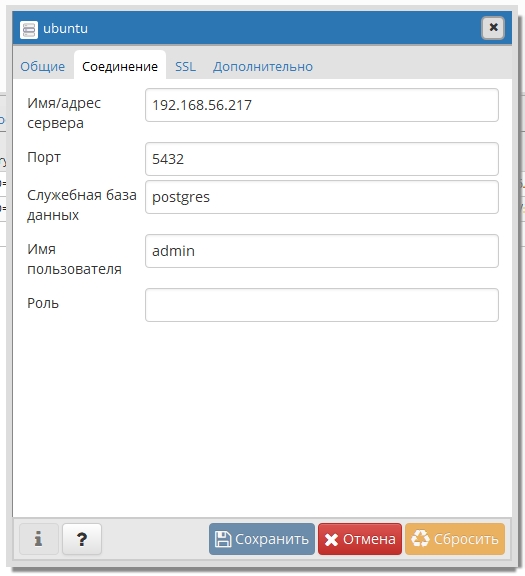 ubuntu
Общие Соединение SSL Дополнительно
Имя/адрес
сервера
192.168.56.217
Порт
5432
Служебная база
данных
postgres
Имя
пользователя
admin
Роль
i ? Сохранить Отмена Сбросить